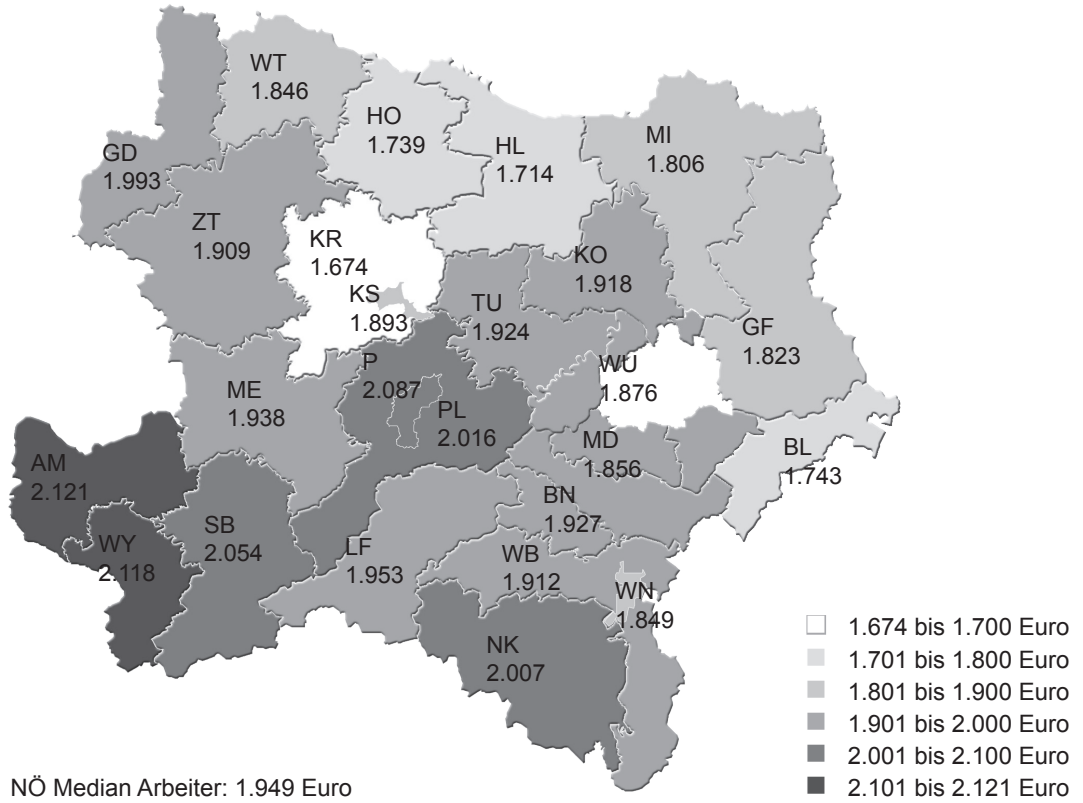 WT
1.846
HO
1.739
HL
1.714
MI
1.806
GD
1.993
ZT
1.909
KR
1.674
KS
1.893
KO
1.918
TU
1.924
GF
1.823
WU
1.876
P
2.087
PL
2.016
ME
1.938
MD
1.856
BL
1.743
AM
2.121
BN
1.927
SB
2.054
WY
2.118
LF
1.953
WB
1.912
WN
1.849
NK
2.007
1.674 bis 1.700 Euro
1.701 bis 1.800 Euro
1.801 bis 1.900 Euro
1.901 bis 2.000 Euro
2.001 bis 2.100 Euro
2.101 bis 2.121 Euro
NÖ Median Arbeiter: 1.949 Euro